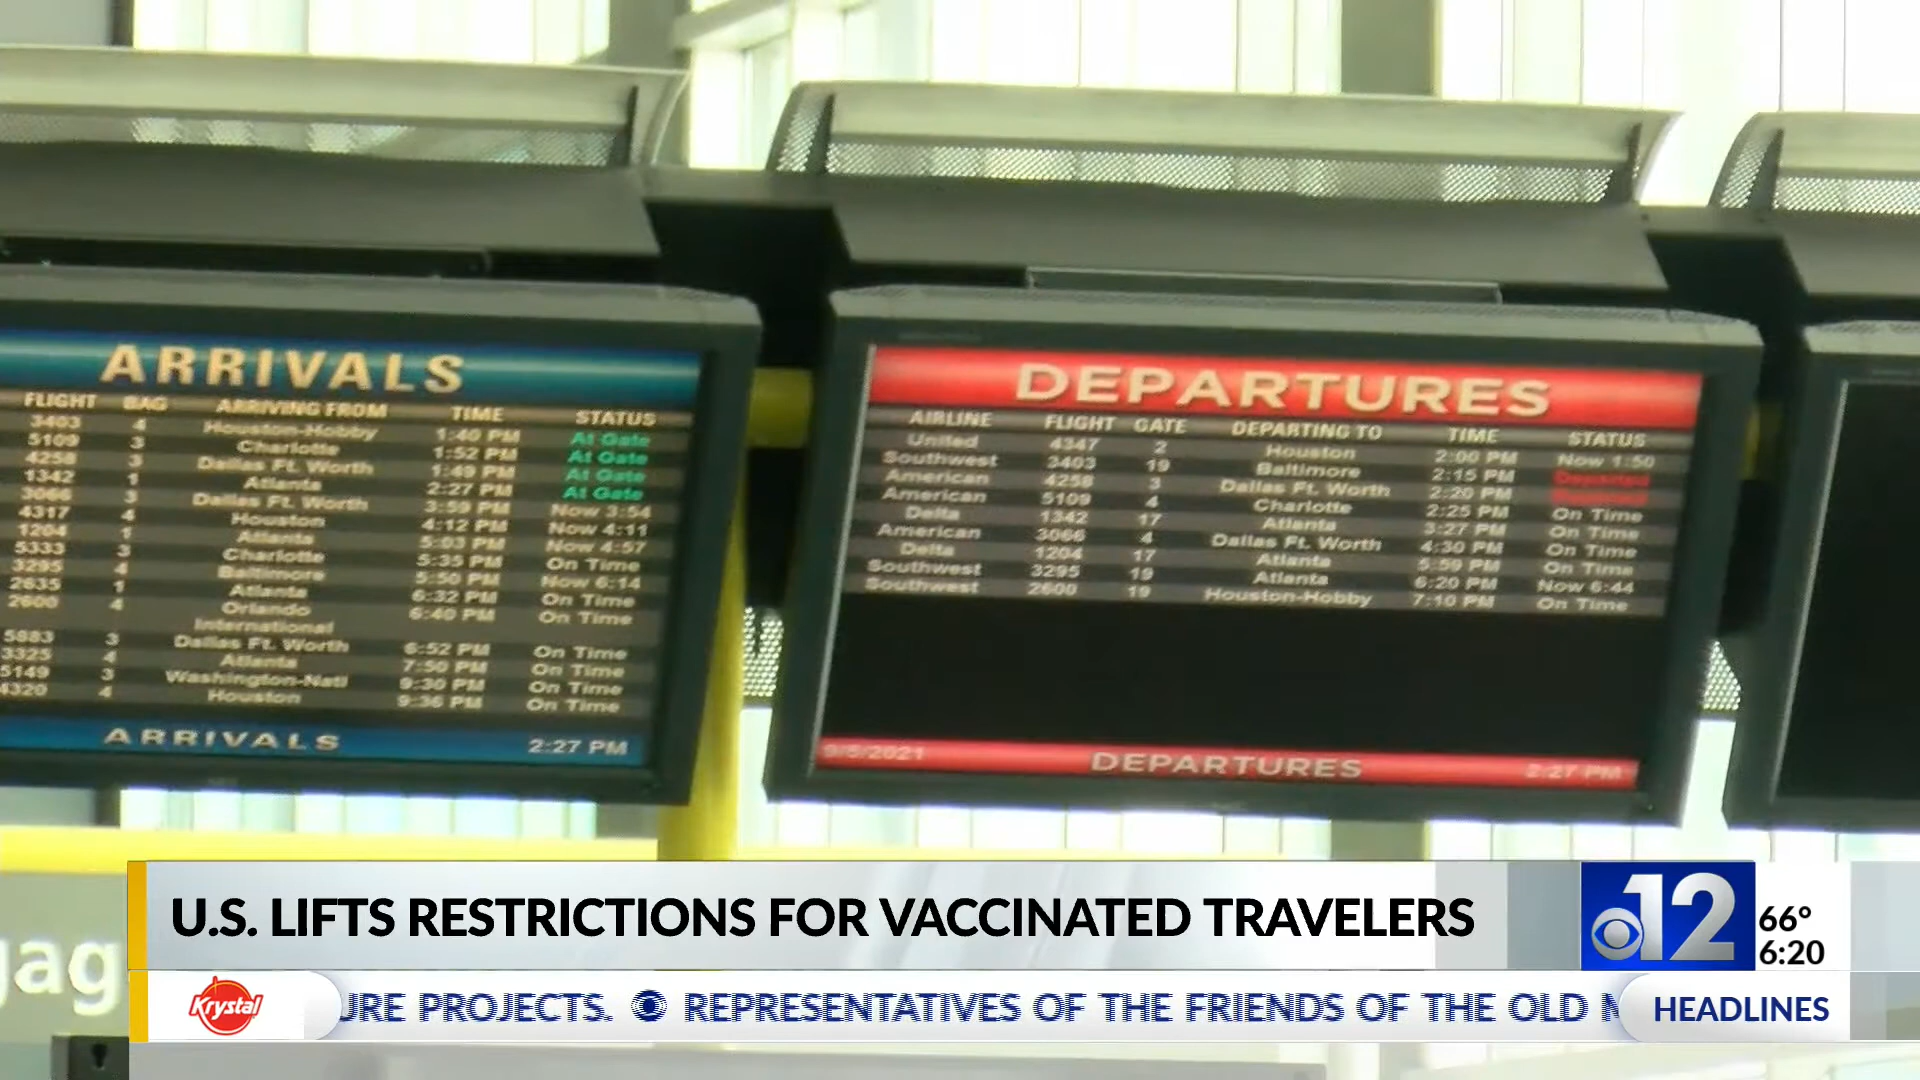 ARRIVALS
FLIGHT BAG ARRIVING FROM TIME STATUS
3403 4 Houston-Hobby 1:40 PM At Gate
5109 3 Charlotte 1:52 PM At Gate
4258 3 Dallas Ft. Worth 1:49 PM At Gate
1342 1 Atlanta 2:27 PM At Gate
3066 3 Dallas Ft. Worth 3:59 PM Now 3:54
4317 4 Houston 4:12 PM Now 4:11
1204 1 Atlanta 5:03 PM Now 4:57
5333 3 Charlotte 5:35 PM On Time
3295 4 Baltimore 5:50 PM Now 6:14
2635 1 Atlanta 6:32 PM On Time
2600 4 Orlando 6:40 PM On Time
International
5883 3 Dallas Ft. Worth 6:52 PM On Time
3325 4 Atlanta 7:50 PM On Time
5149 3 Washington-Natl 9:30 PM On Time
4320 4 Houston 9:36 PM On Time
ARRIVALS 2:27 PM
DEPARTURES
AIRLINE FLIGHT GATE DEPARTING TO TIME STATUS
United 4347 2 Houston 2:00 PM Now 1:50
Southwest 3403 19 Baltimore 2:15 PM Departed
American 4258 3 Dallas Ft. Worth 2:20 PM
American 5109 4 Charlotte 2:25 PM On Time
Delta 1342 17 Atlanta 3:27 PM On Time
American 3066 4 Dallas Ft. Worth 4:30 PM On Time
Delta 1204 17 Atlanta 5:59 PM On Time
Southwest 3295 19 Atlanta 6:20 PM Now 6:44
Southwest 2600 19 Houston-Hobby 7:10 PM On Time
DEPARTURES 2:27 PM
gag
U.S. LIFTS RESTRICTIONS FOR VACCINATED TRAVELERS
12
66°
6:20
Krystal
URE PROJECTS. REPRESENTATIVES OF THE FRIENDS OF THE OLD M
HEADLINES